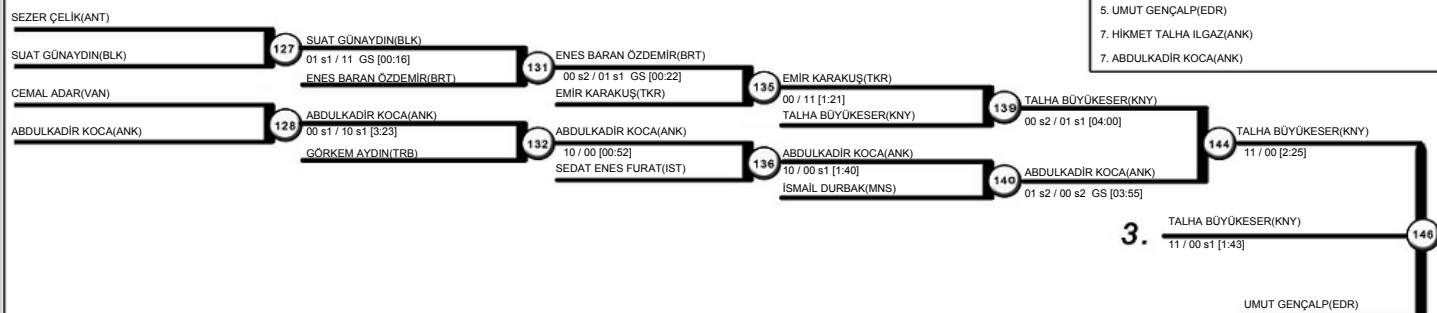 5. UMUT GENÇALP(EDR)
7. HİKMET TALHA ILGAZ(ANK)
7. ABDULKADİR KOCA(ANK)
SEZER ÇELİK(ANT)
SUAT GÜNAYDIN(BLK)
127
SUAT GÜNAYDIN(BLK)
01 s1 / 11 GS [00:16]
ENES BARAN ÖZDEMİR(BRT)
131
ENES BARAN ÖZDEMİR(BRT)
00 s2 / 01 s1 GS [00:22]
EMİR KARAKUŞ(TKR)
135
EMİR KARAKUŞ(TKR)
00 / 11 [1:21]
TALHA BÜYÜKESER(KNY)
139
TALHA BÜYÜKESER(KNY)
00 s2 / 01 s1 [04:00]
CEMAL ADAR(VAN)
ABDULKADİR KOCA(ANK)
128
ABDULKADİR KOCA(ANK)
00 s1 / 10 s1 [3:23]
GÖRKEM AYDIN(TRB)
132
ABDULKADİR KOCA(ANK)
10 / 00 [00:52]
SEDAT ENES FURAT(IST)
136
ABDULKADİR KOCA(ANK)
10 / 00 s1 [1:40]
İSMAİL DURBAK(MNS)
140
ABDULKADİR KOCA(ANK)
01 s2 / 00 s2 GS [03:55]
144
TALHA BÜYÜKESER(KNY)
11 / 00 [2:25]
3.
TALHA BÜYÜKESER(KNY)
11 / 00 s1 [1:43]
146
UMUT GENÇALP(EDR)